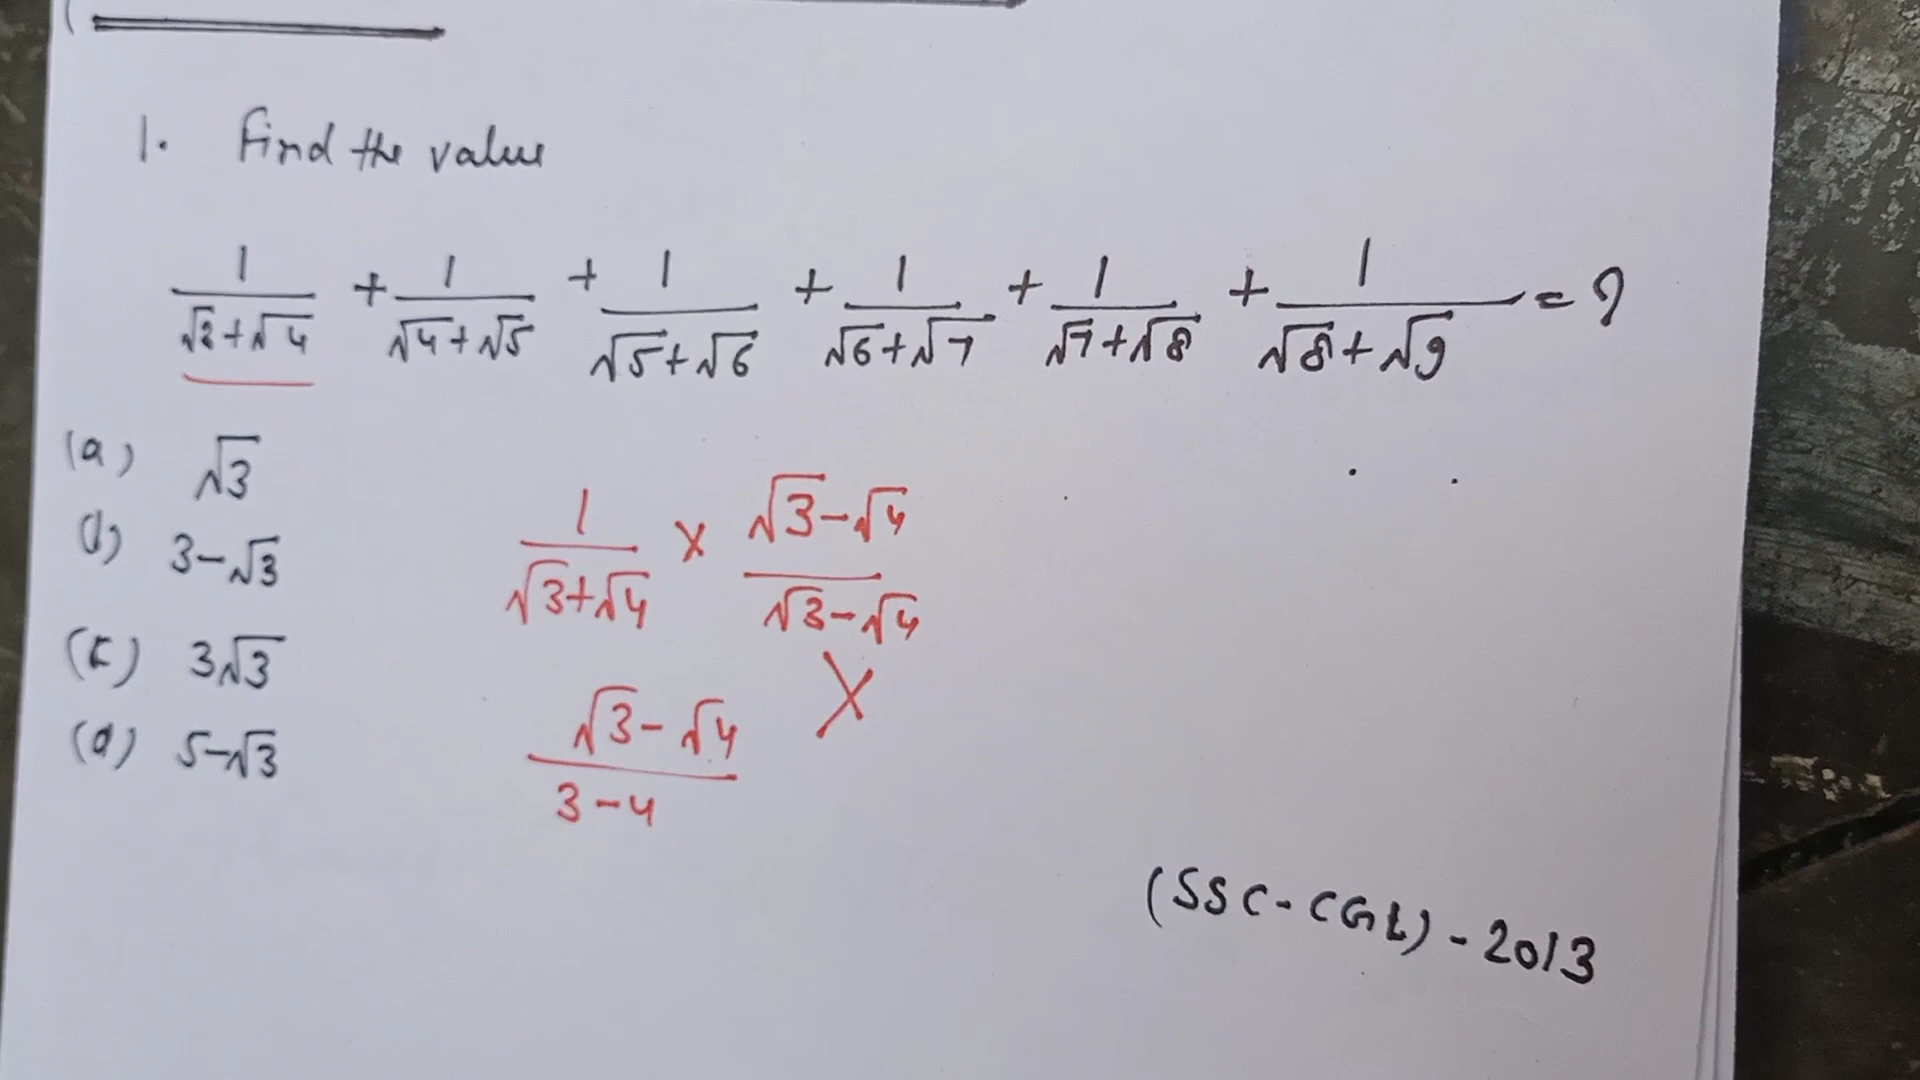 1. Find the value
1/(√3+√4) + 1/(√4+√5) + 1/(√5+√6) + 1/(√6+√7) + 1/(√7+√8) + 1/(√8+√9) = ?
(a) √3
(b) 3-√3
(c) 3√3
(d) 5-√3
1/(√3+√4) × (√3-√4)/(√3-√4)
(√3-√4)/(3-4) X
(SSC-CGL)-2013